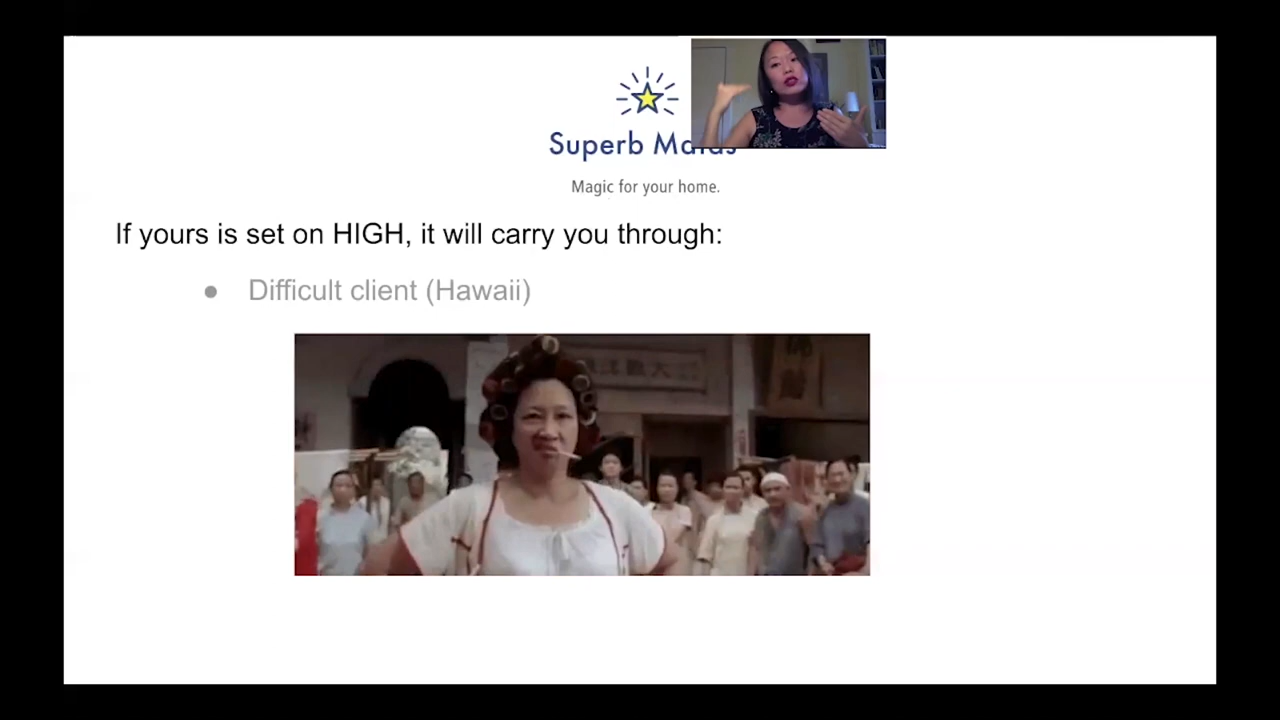 Superb Maids
Magic for your home.
If yours is set on HIGH, it will carry you through:
● Difficult client (Hawaii)